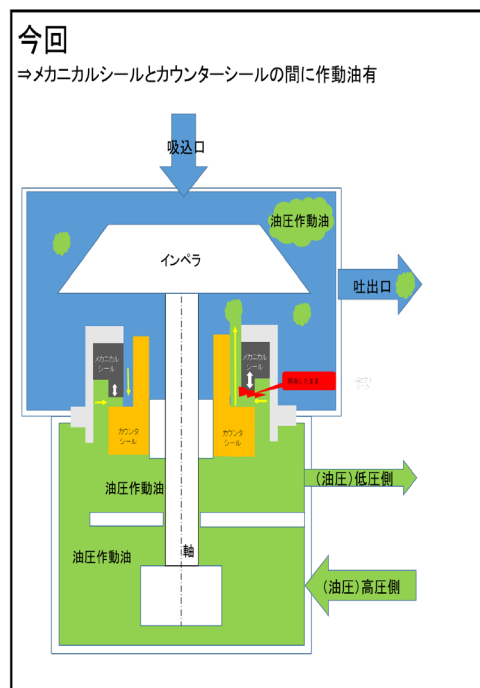 今回
⇒メカニカルシールとカウンターシールの間に作動油有
吸込口
油圧作動油
インペラ
吐出口
メカニカル
シール
メカニカル
シール
カウンタ
シール
カウンタ
シール
油圧作動油
(油圧)低圧側
軸
油圧作動油
(油圧)高圧側